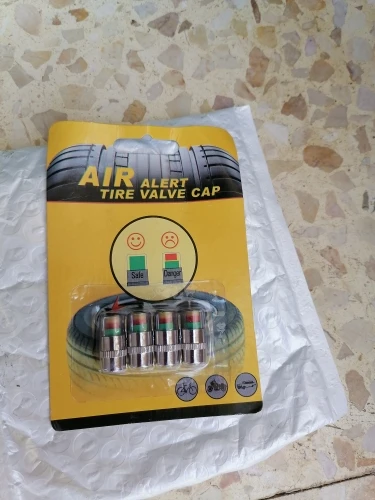 AIR ALERT
TIRE VALVE CAP
Safe
Danger